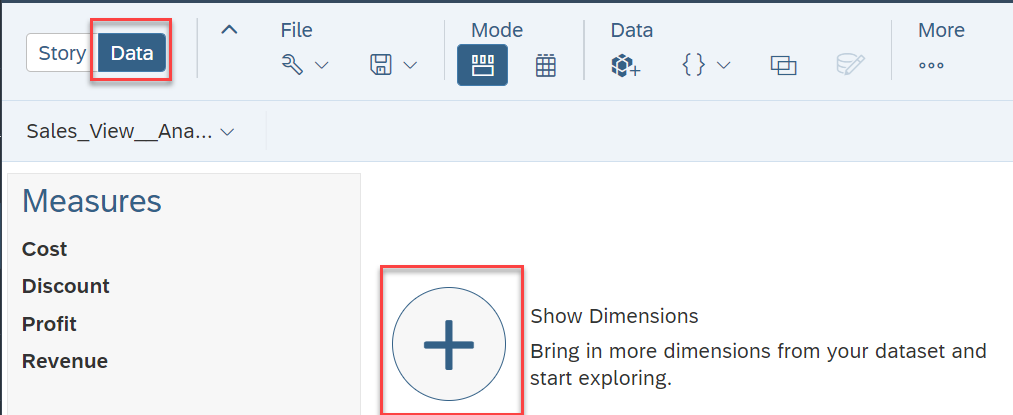 Story Data
File
Mode
Data
More
Sales_View__Ana...
Measures
Cost
Discount
Profit
Revenue
Show Dimensions
Bring in more dimensions from your dataset and
start exploring.